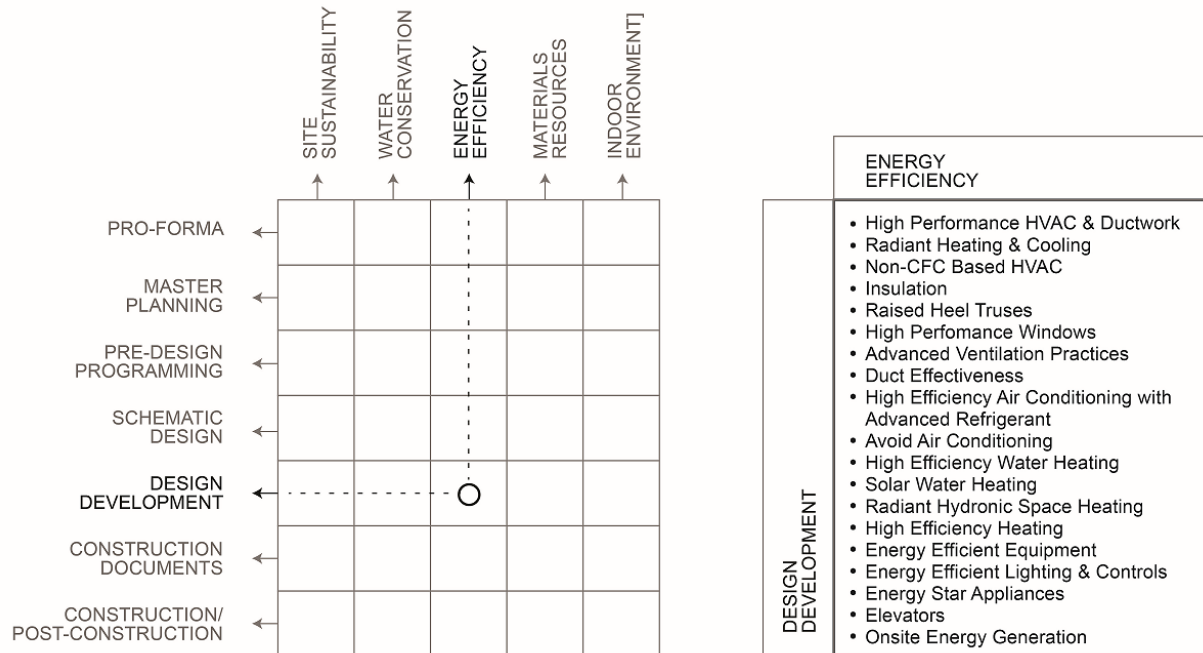 SITE
SUSTAINABILITY
WATER
CONSERVATION
ENERGY
EFFICIENCY
MATERIALS
RESOURCES
INDOOR
ENVIRONMENT]
PRO-FORMA
MASTER
PLANNING
PRE-DESIGN
PROGRAMMING
SCHEMATIC
DESIGN
DESIGN
DEVELOPMENT
CONSTRUCTION
DOCUMENTS
CONSTRUCTION/
POST-CONSTRUCTION
ENERGY
EFFICIENCY
DESIGN
DEVELOPMENT
• High Performance HVAC & Ductwork
• Radiant Heating & Cooling
• Non-CFC Based HVAC
• Insulation
• Raised Heel Truses
• High Perfomance Windows
• Advanced Ventilation Practices
• Duct Effectiveness
• High Efficiency Air Conditioning with
Advanced Refrigerant
• Avoid Air Conditioning
• High Efficiency Water Heating
• Solar Water Heating
• Radiant Hydronic Space Heating
• High Efficiency Heating
• Energy Efficient Equipment
• Energy Efficient Lighting & Controls
• Energy Star Appliances
• Elevators
• Onsite Energy Generation